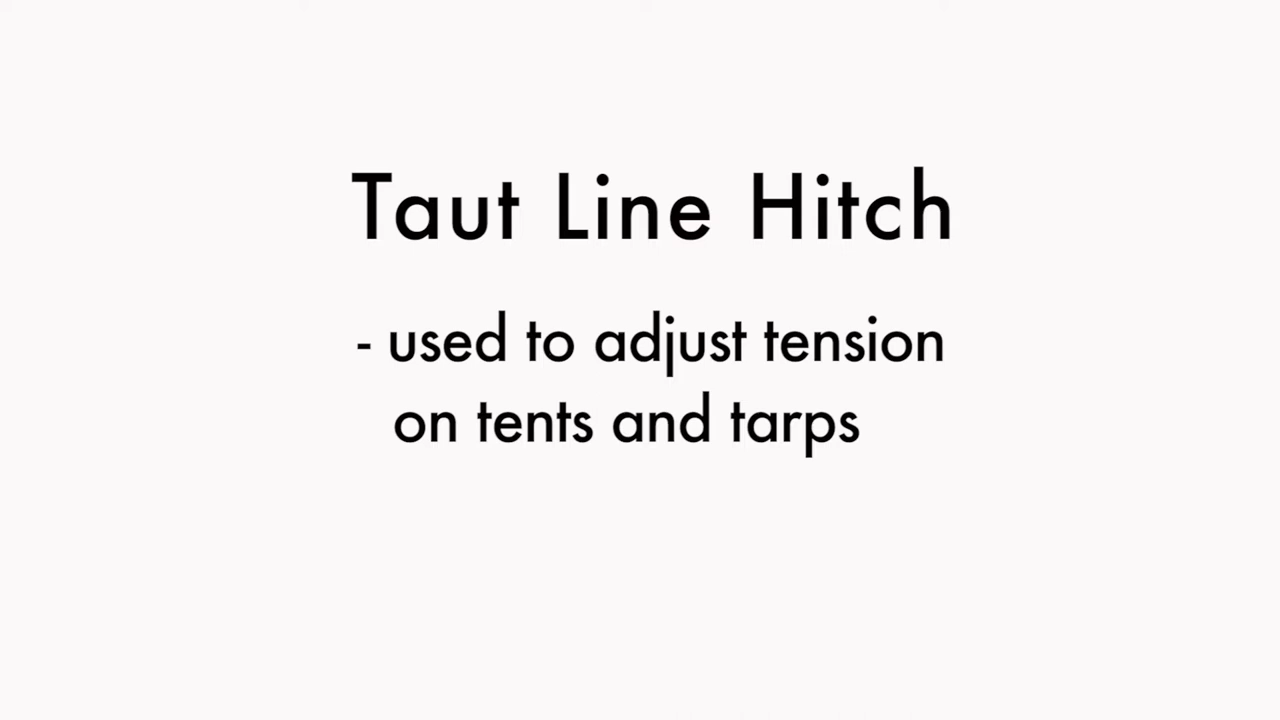 Taut Line Hitch
- used to adjust tension
on tents and tarps